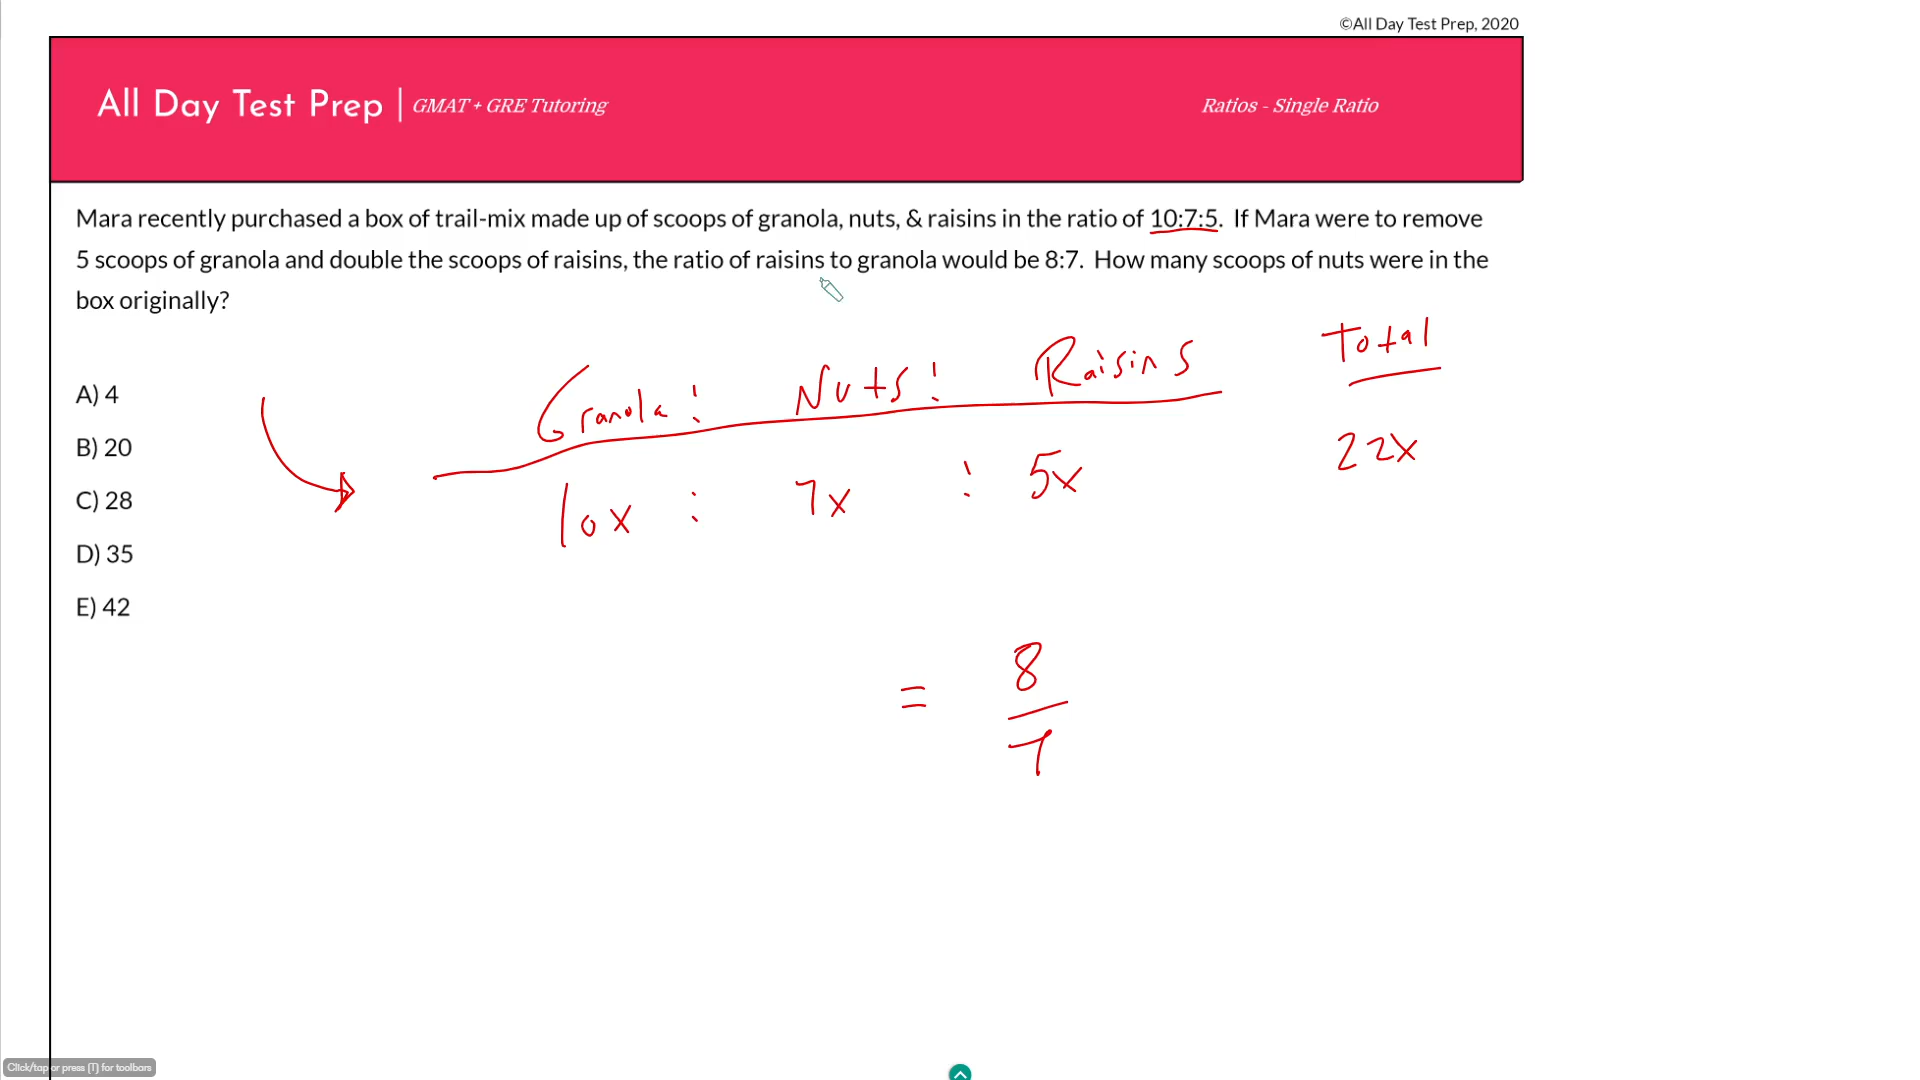 ©All Day Test Prep, 2020
All Day Test Prep | GMAT + GRE Tutoring
Ratios - Single Ratio
Mara recently purchased a box of trail-mix made up of scoops of granola, nuts, & raisins in the ratio of 10:7:5. If Mara were to remove
5 scoops of granola and double the scoops of raisins, the ratio of raisins to granola would be 8:7. How many scoops of nuts were in the
box originally?
A) 4
B) 20
C) 28
D) 35
E) 42
Granola : Nuts : Raisins Total
10x : 7x : 5x 22x
= 8
7
Click/tap or press (T) for toolbars